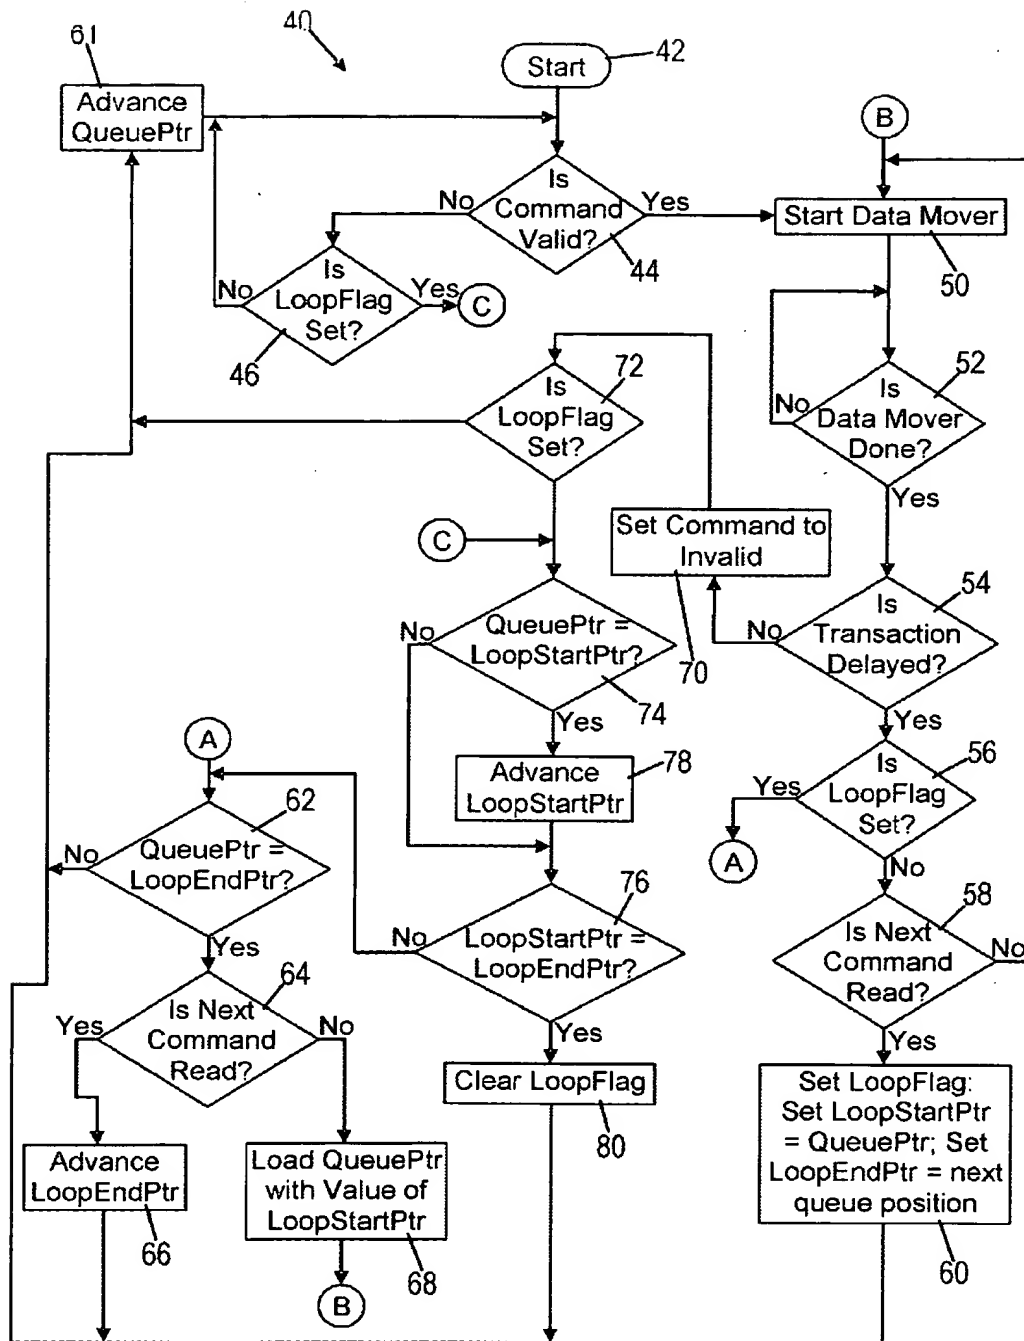 61
40
Start
42
Advance
QueuePtr
B
Is
Command
Valid?
No
Yes
44
Start Data Mover
50
Is
LoopFlag
Set?
No
Yes
C
46
Is
LoopFlag
Set?
72
Is
Data Mover
Done?
52
No
Yes
Set Command to
Invalid
70
C
Is
Transaction
Delayed?
54
No
Yes
QueuePtr =
LoopStartPtr?
No
74
Yes
Advance
LoopStartPtr
78
Is
LoopFlag
Set?
56
Yes
A
No
A
QueuePtr =
LoopEndPtr?
62
No
Yes
LoopStartPtr =
LoopEndPtr?
76
No
Yes
Is Next
Command
Read?
58
No
Yes
Is Next
Command
Read?
64
Yes
No
Clear LoopFlag
80
Set LoopFlag:
Set LoopStartPtr
= QueuePtr; Set
LoopEndPtr = next
queue position
60
Advance
LoopEndPtr
66
Load QueuePtr
with Value of
LoopStartPtr
68
B